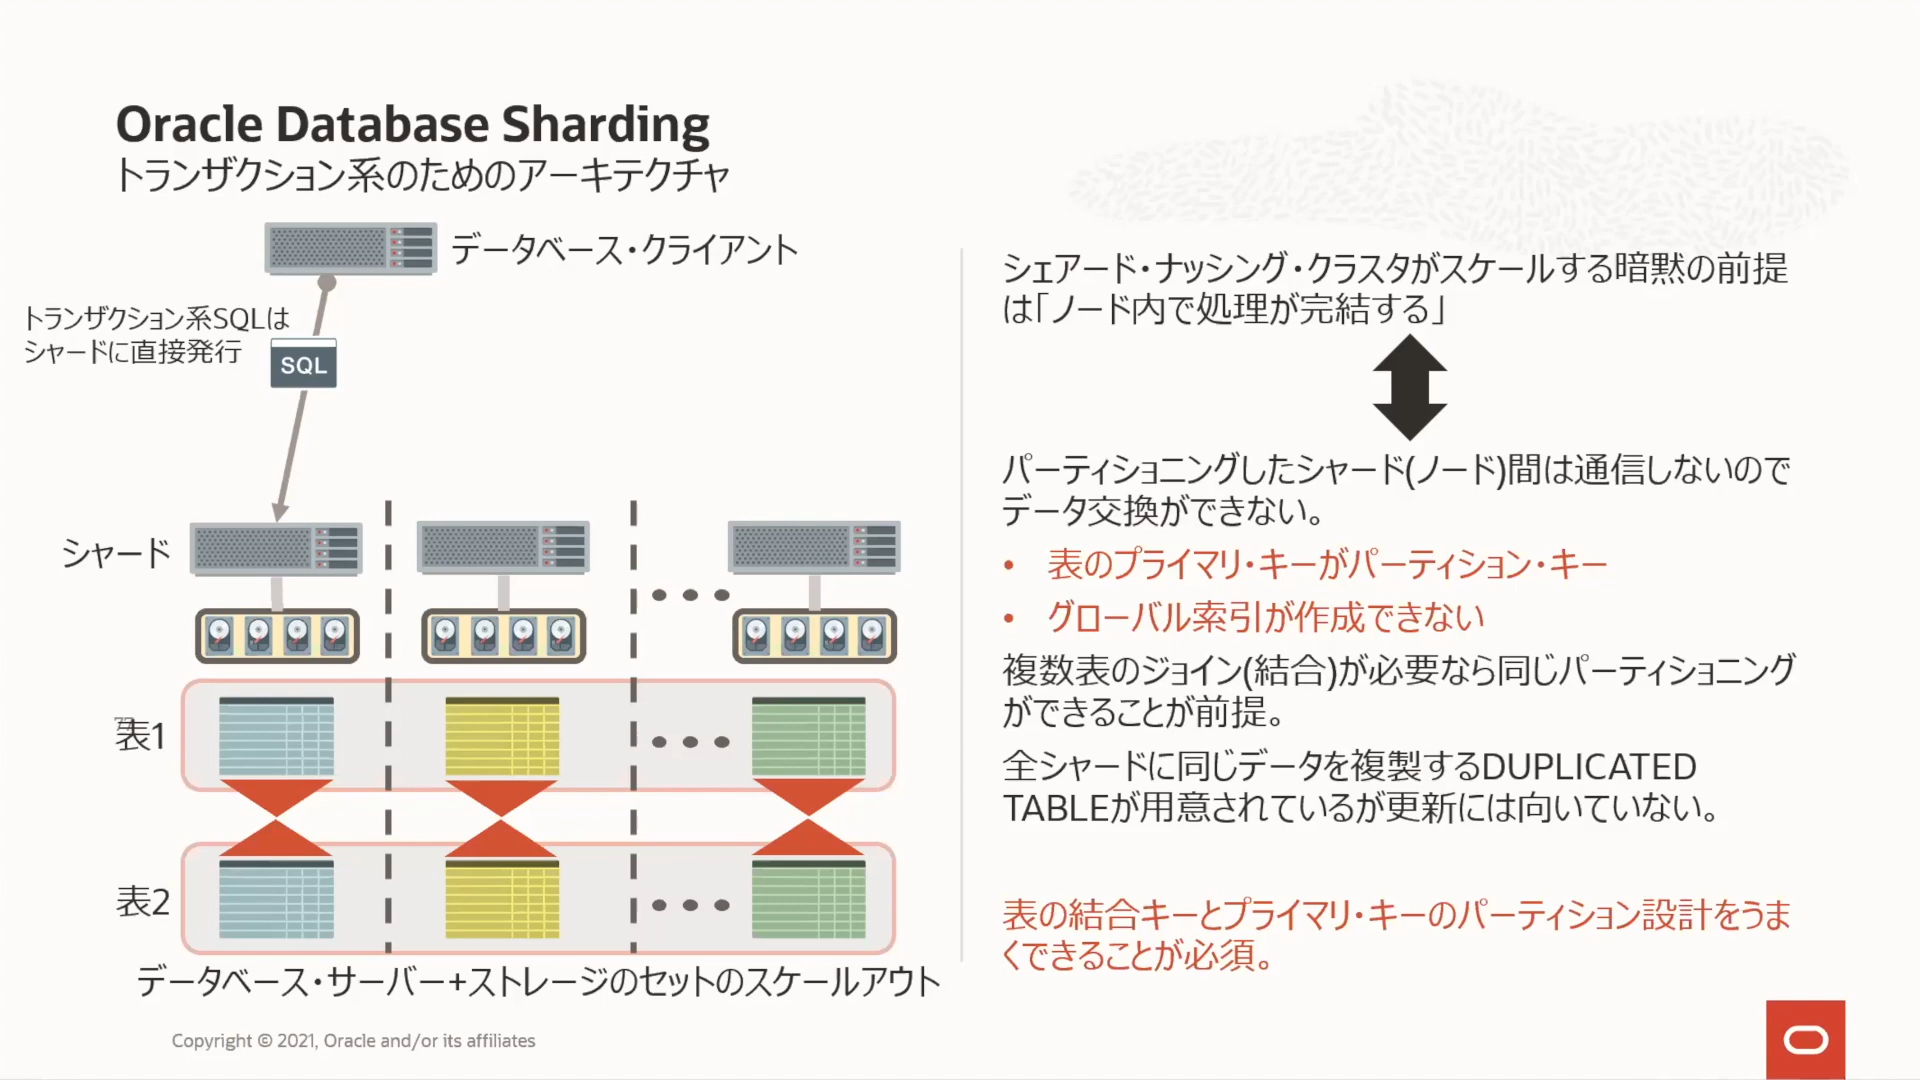 Oracle Database Sharding
トランザクション系のためのアーキテクチャ
データベース・クライアント
トランザクション系SQLは
シャードに直接発行
SQL
シャード
77
表1
表2
データベース・サーバー+ストレージのセットのスケールアウト
シェアード・ナッシング・クラスタがスケールする暗黙の前提
は「ノード内で処理が完結する」
パーティショニングしたシャード(ノード)間は通信しないので
データ交換ができない。
• 表のプライマリ・キーがパーティション・キー
• グローバル索引が作成できない
複数表のジョイン(結合)が必要なら同じパーティショニング
ができることが前提。
全シャードに同じデータを複製するDUPLICATED
TABLEが用意されているが更新には向いていない。
表の結合キーとプライマリ・キーのパーティション設計をうま
くできることが必須。
Copyright © 2021, Oracle and/or its affiliates